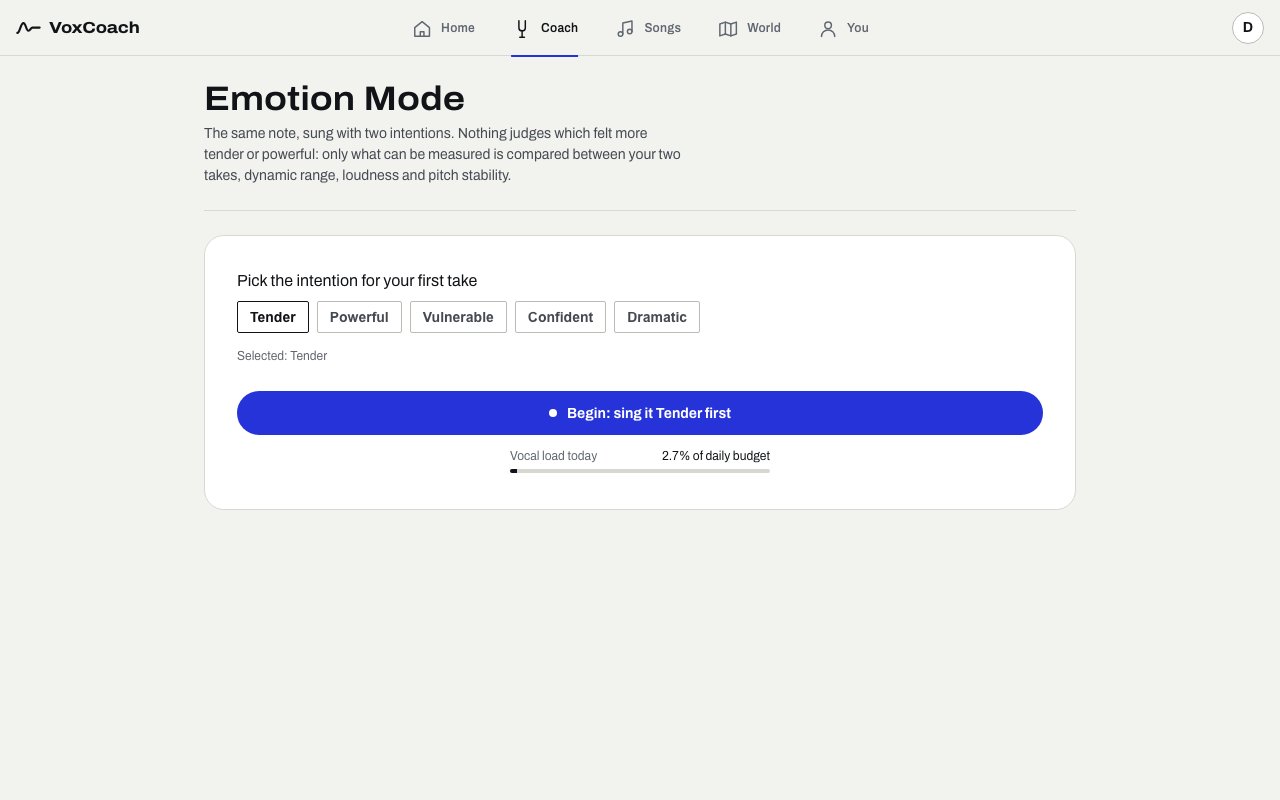 VoxCoach
Home
Coach
Songs
World
You
D
Emotion Mode
The same note, sung with two intentions. Nothing judges which felt more
tender or powerful: only what can be measured is compared between your two
takes, dynamic range, loudness and pitch stability.
Pick the intention for your first take
Tender
Powerful
Vulnerable
Confident
Dramatic
Selected: Tender
Begin: sing it Tender first
Vocal load today
2.7% of daily budget